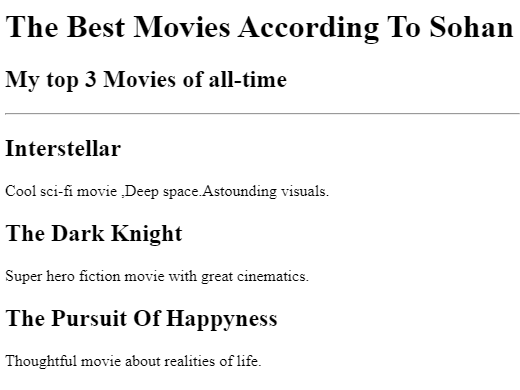 The Best Movies According To Sohan
My top 3 Movies of all-time
Interstellar
Cool sci-fi movie ,Deep space.Astounding visuals.
The Dark Knight
Super hero fiction movie with great cinematics.
The Pursuit Of Happyness
Thoughtful movie about realities of life.